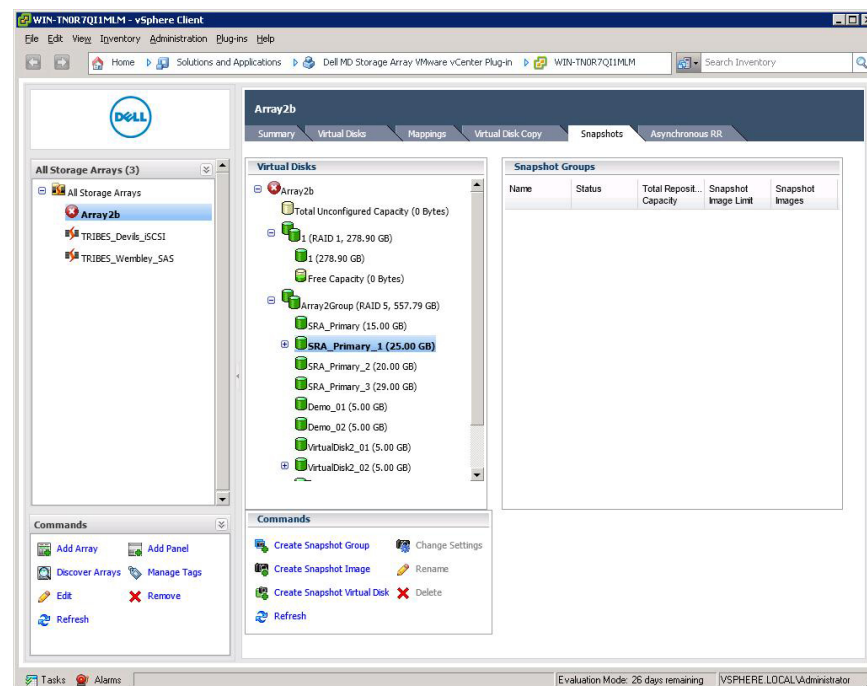 WIN-TN0R7QI1MLM - vSphere Client
File Edit View Inventory Administration Plug-ins Help
Home Solutions and Applications Dell MD Storage Array VMware vCenter Plug-in WIN-TN0R7QI1MLM Search Inventory
DELL
All Storage Arrays (3)
All Storage Arrays
Array2b
TRIBES_Devils_iSCSI
TRIBES_Wembley_SAS
Commands
Add Array Add Panel
Discover Arrays Manage Tags
Edit Remove
Refresh
Array2b
Summary Virtual Disks Mappings Virtual Disk Copy Snapshots Asynchronous RR
Virtual Disks
Array2b
Total Unconfigured Capacity (0 Bytes)
1 (RAID 1, 278.90 GB)
1 (278.90 GB)
Free Capacity (0 Bytes)
Array2Group (RAID 5, 557.79 GB)
SRA_Primary (15.00 GB)
SRA_Primary_1 (25.00 GB)
SRA_Primary_2 (20.00 GB)
SRA_Primary_3 (29.00 GB)
Demo_01 (5.00 GB)
Demo_02 (5.00 GB)
VirtualDisk2_01 (5.00 GB)
VirtualDisk2_02 (5.00 GB)
Commands
Create Snapshot Group Change Settings
Create Snapshot Image Rename
Create Snapshot Virtual Disk Delete
Refresh
Snapshot Groups
Name Status Total Reposit... Snapshot Snapshot
Capacity Image Limit Images
Tasks Alarms Evaluation Mode: 26 days remaining VSPHERE.LOCAL\Administrator